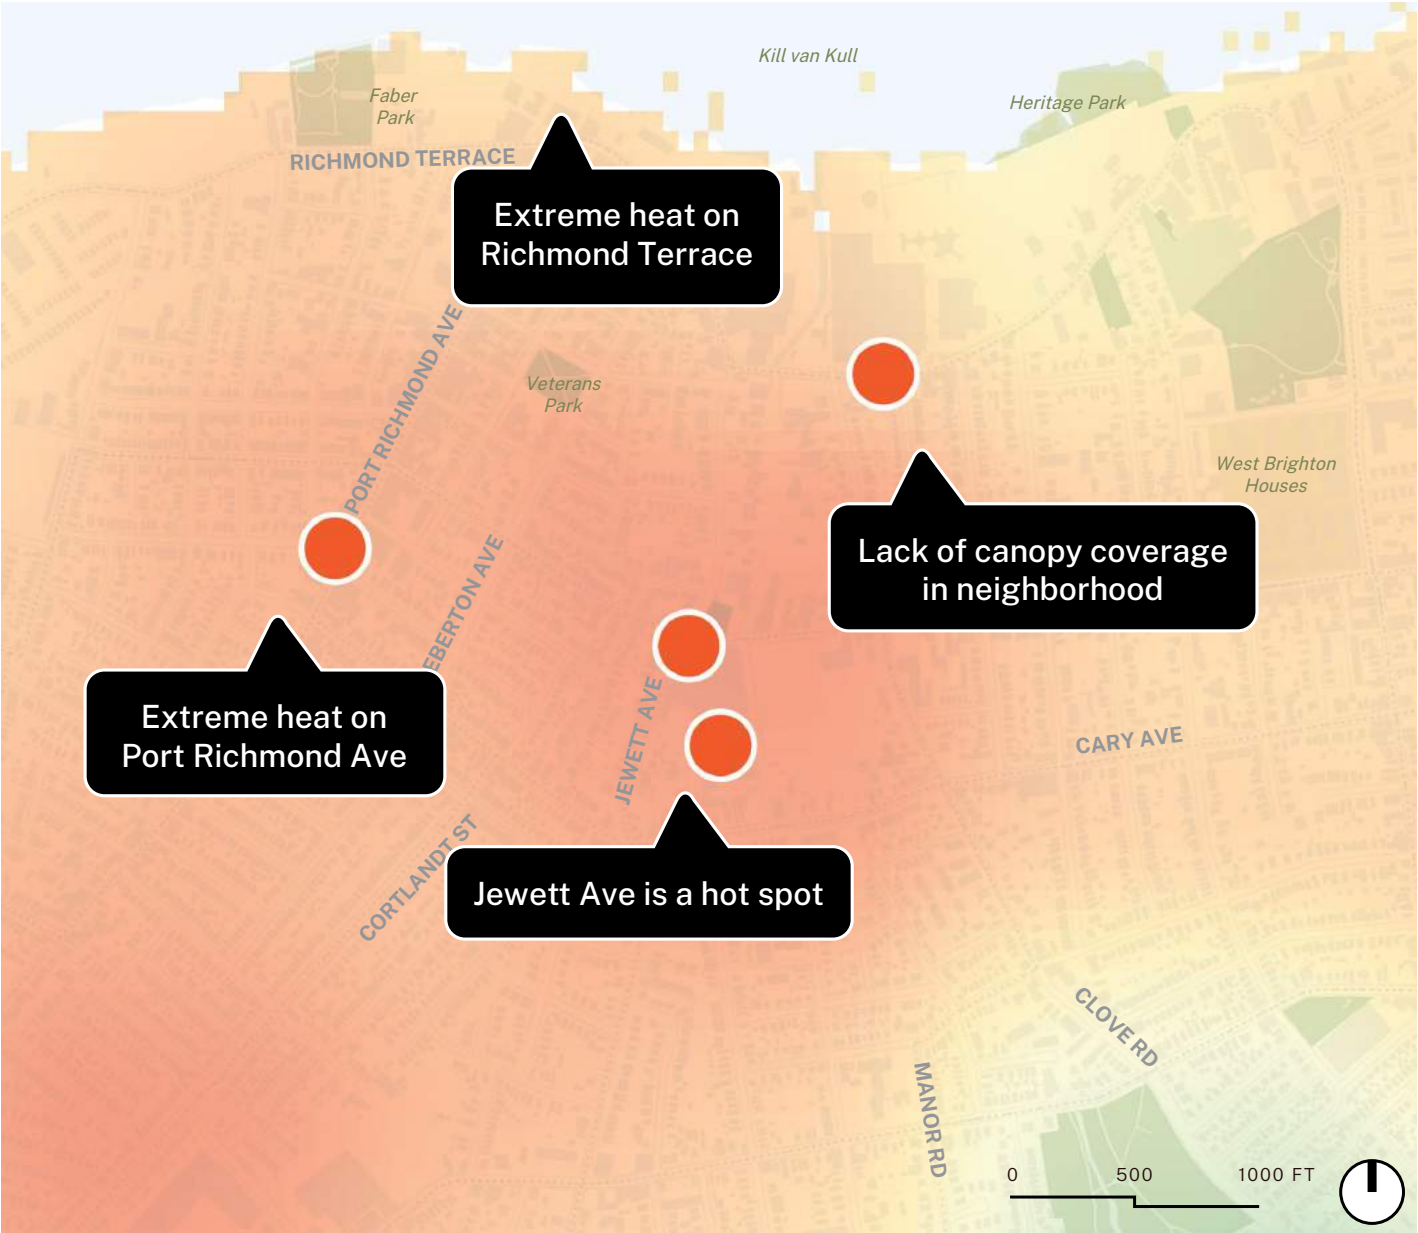 Kill van Kull
Faber
Park
Heritage Park
RICHMOND TERRACE
Extreme heat on
Richmond Terrace
PORT RICHMOND AVE
Veterans
Park
West Brighton
Houses
Lack of canopy coverage
in neighborhood
EBERTON AVE
Extreme heat on
Port Richmond Ave
JEWETT AVE
CARY AVE
CORTLANDT ST
Jewett Ave is a hot spot
CLOVE RD
MANOR RD
0 500 1000 FT